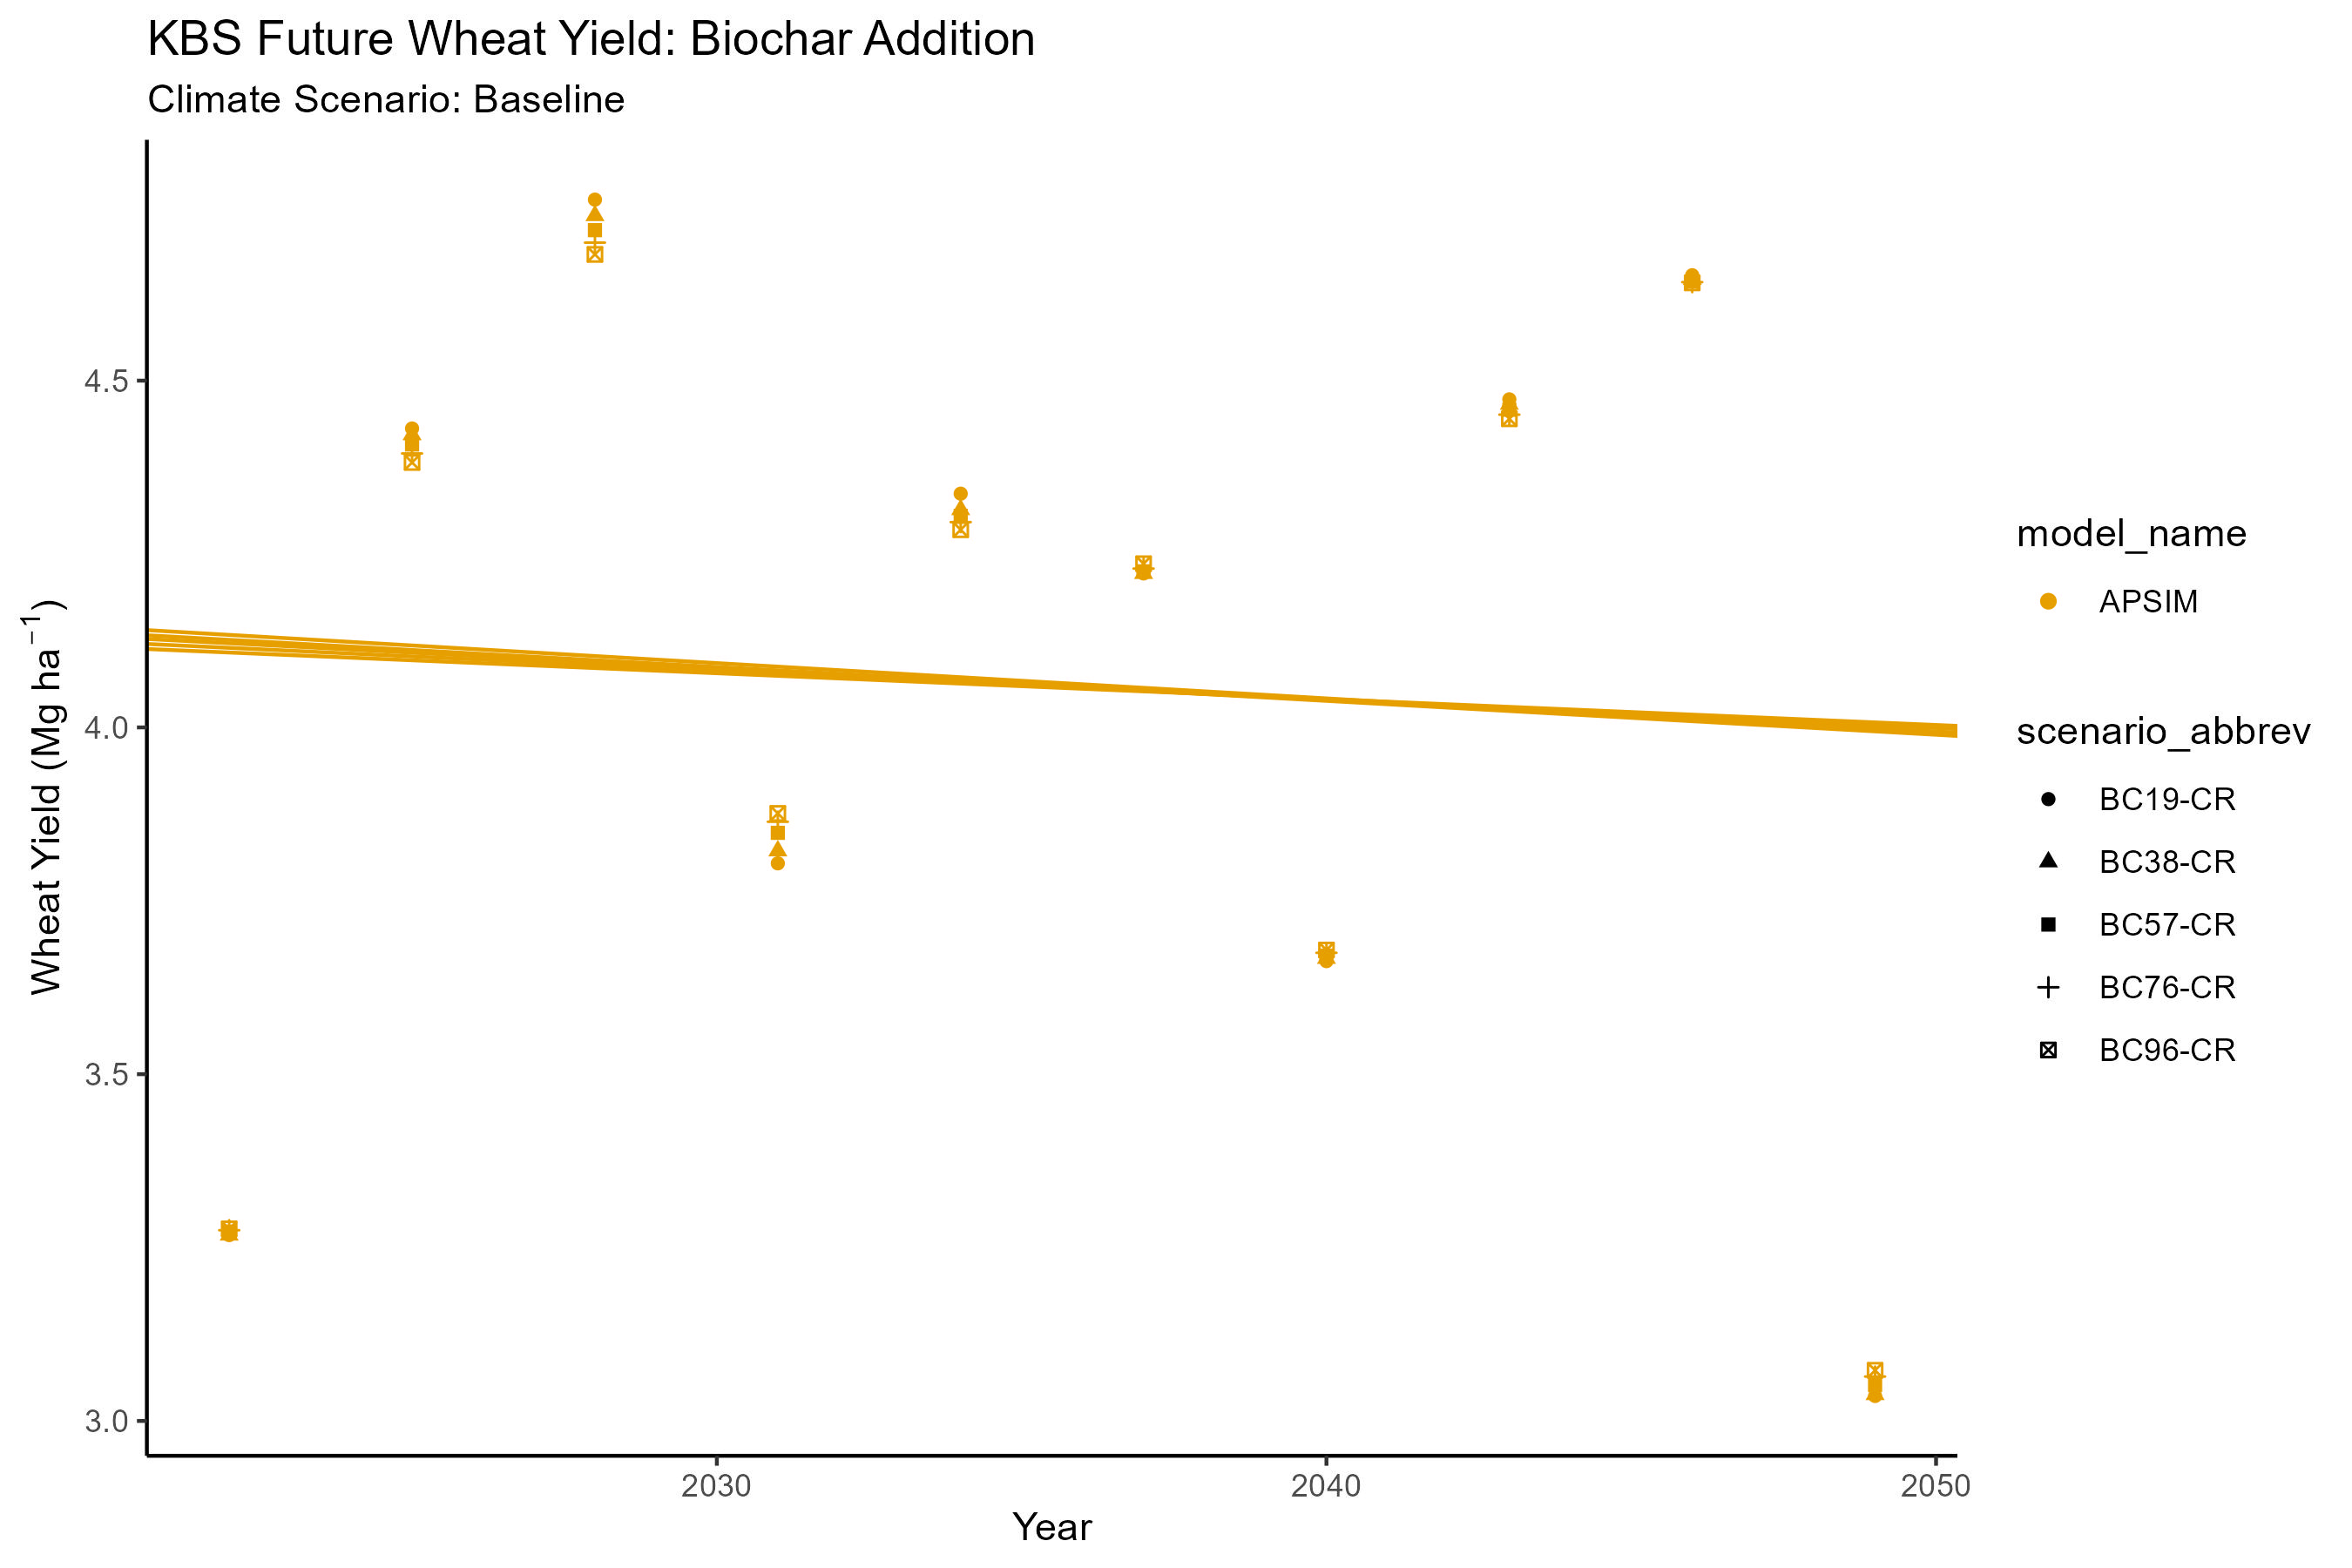 KBS Future Wheat Yield: Biochar Addition
Climate Scenario: Baseline
Wheat Yield (Mg ha⁻¹)
4.5
4.0
3.5
3.0
2030
2040
2050
Year
model_name
APSIM
scenario_abbrev
BC19-CR
BC38-CR
BC57-CR
BC76-CR
BC96-CR